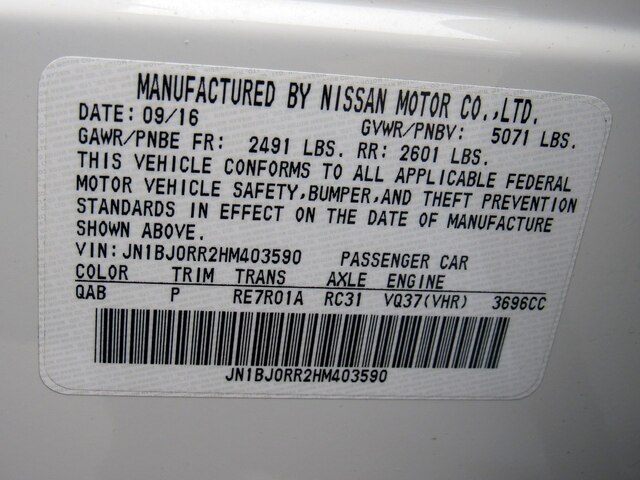 MANUFACTURED BY NISSAN MOTOR CO.,LTD.
DATE: 09/16 GVWR/PNBV: 5071 LBS.
GAWR/PNBE FR: 2491 LBS. RR: 2601 LBS.
THIS VEHICLE CONFORMS TO ALL APPLICABLE FEDERAL
MOTOR VEHICLE SAFETY,BUMPER,AND THEFT PREVENTION
STANDARDS IN EFFECT ON THE DATE OF MANUFACTURE
SHOWN ABOVE.
VIN:JN1BJ0RR2HM403590 PASSENGER CAR
COLOR TRIM TRANS AXLE ENGINE
QAB P RE7R01A RC31 VQ37(VHR) 3696CC
JN1BJ0RR2HM403590